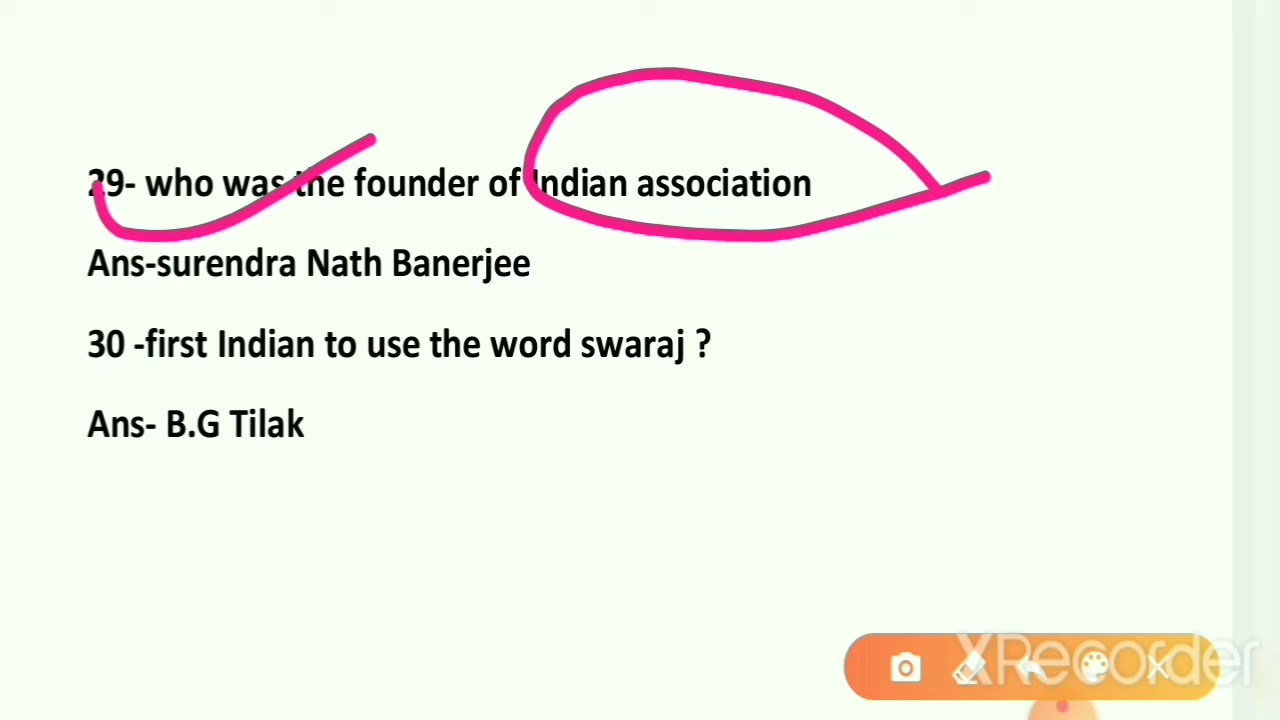 29- who was the founder of Indian association
Ans-surendra Nath Banerjee
30 -first Indian to use the word swaraj ?
Ans- B.G Tilak
XRecorder